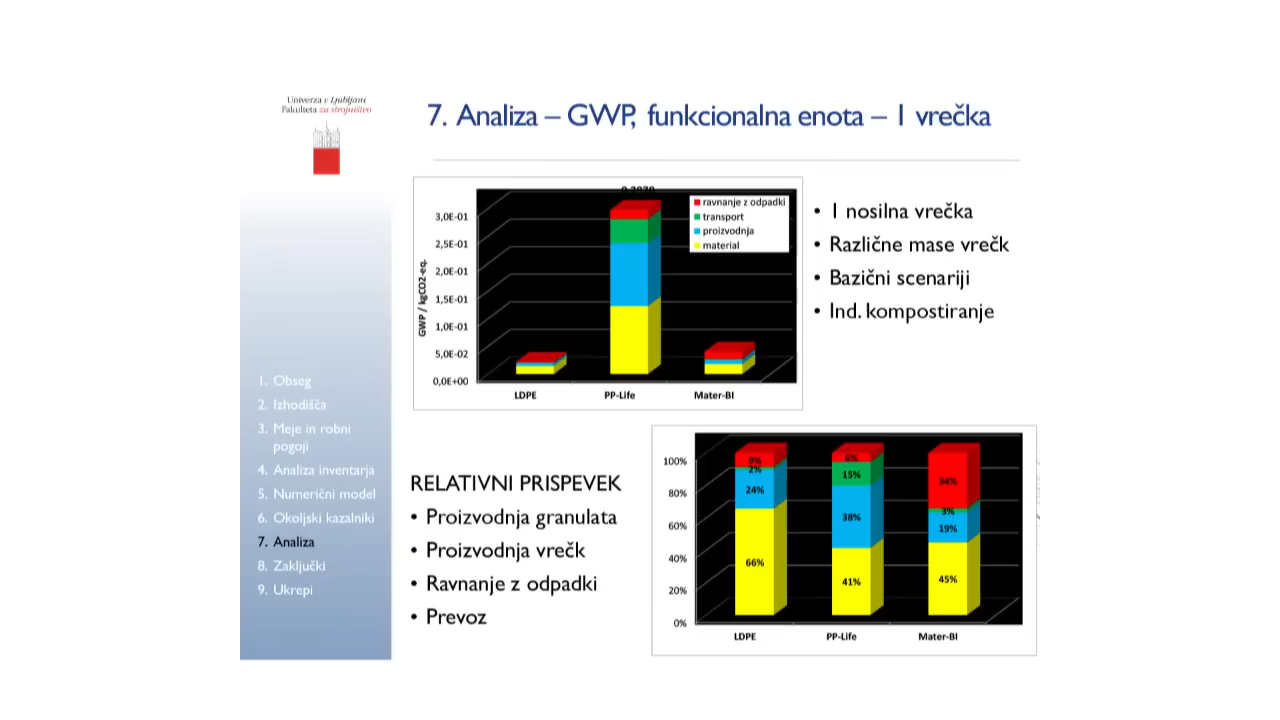 Univerza v Ljubljani
Fakulteta za strojništvo
7. Analiza – GWP, funkcionalna enota – 1 vrečka
3,0E-01
2,5E-01
2,0E-01
1,5E-01
1,0E-01
5,0E-02
0,0E+00
GWP / kgCO2-eq.
ravnanje z odpadki
transport
proizvodnja
material
LDPE
PP-Life
Mater-BI
• 1 nosilna vrečka
• Različne mase vrečk
• Bazični scenariji
• Ind. kompostiranje
1. Obseg
2. Izhodišča
3. Meje in robni
pogoji
4. Analiza inventarja
5. Numerični model
6. Okoljski kazalniki
7. Analiza
8. Zaključki
9. Ukrepi
RELATIVNI PRISPEVEK
• Proizvodnja granulata
• Proizvodnja vrečk
• Ravnanje z odpadki
• Prevoz
100%
80%
60%
40%
20%
0%
9%
2%
24%
66%
6%
15%
38%
41%
34%
3%
19%
45%
LDPE
PP-Life
Mater-BI